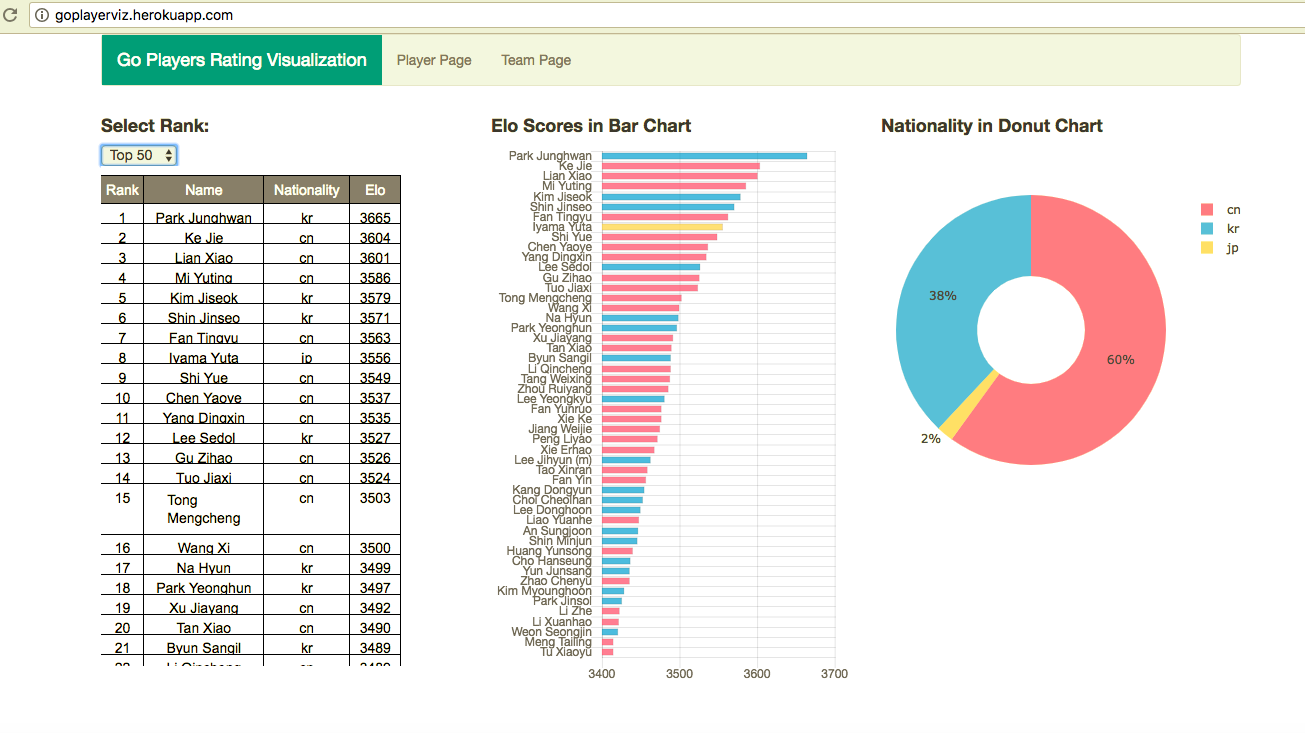 goplayerviz.herokuapp.com
Go Players Rating Visualization Player Page Team Page
Select Rank:
Top 50
Rank Name Nationality Elo
1 Park Junghwan kr 3665
2 Ke Jie cn 3604
3 Lian Xiao cn 3601
4 Mi Yuting cn 3586
5 Kim Jiseok kr 3579
6 Shin Jinseo kr 3571
7 Fan Tingyu cn 3563
8 Iyama Yuta jp 3556
9 Shi Yue cn 3549
10 Chen Yaoye cn 3537
11 Yang Dingxin cn 3535
12 Lee Sedol kr 3527
13 Gu Zihao cn 3526
14 Tuo Jiaxi cn 3524
15 Tong cn 3503
Mengcheng
16 Wang Xi cn 3500
17 Na Hyun kr 3499
18 Park Yeonghun kr 3497
19 Xu Jiayang cn 3492
20 Tan Xiao cn 3490
21 Byun Sangil kr 3489
Elo Scores in Bar Chart
Park Junghwan
Ke Jie
Lian Xiao
Mi Yuting
Kim Jiseok
Shin Jinseo
Fan Tingyu
Iyama Yuta
Shi Yue
Chen Yaoye
Yang Dingxin
Lee Sedol
Gu Zihao
Tuo Jiaxi
Tong Mengcheng
Wang Xi
Na Hyun
Park Yeonghun
Xu Jiayang
Tan Xiao
Byun Sangil
Li Qincheng
Tang Weixing
Zhou Ruiyang
Lee Yeongkyu
Fan Yunruo
Xie Ke
Jiang Weijie
Peng Liyao
Xie Erhao
Lee Jihyun (m)
Tao Xinran
Fan Yin
Kang Dongyun
Choi Cheolhan
Lee Donghoon
Liao Yuanhe
An Sungjoon
Shin Minjun
Huang Yunsong
Cho Hanseung
Yun Junsang
Zhao Chenyu
Kim Myounghoon
Park Jinsol
Li Zhe
Li Xuanhao
Weon Seongjin
Meng Tailing
Tu Xiaoyu
3400 3500 3600 3700
Nationality in Donut Chart
cn
kr
jp
38%
60%
2%